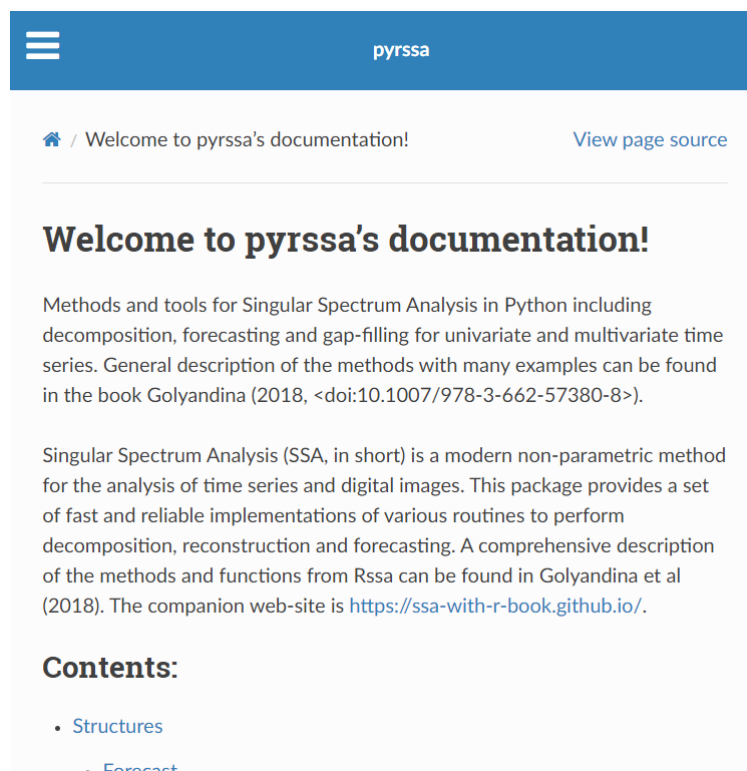 pyrssa
/ Welcome to pyrssa's documentation! View page source
Welcome to pyrssa's documentation!
Methods and tools for Singular Spectrum Analysis in Python including
decomposition, forecasting and gap-filling for univariate and multivariate time
series. General description of the methods with many examples can be found
in the book Golyandina (2018, <doi:10.1007/978-3-662-57380-8>).
Singular Spectrum Analysis (SSA, in short) is a modern non-parametric method
for the analysis of time series and digital images. This package provides a set
of fast and reliable implementations of various routines to perform
decomposition, reconstruction and forecasting. A comprehensive description
of the methods and functions from Rssa can be found in Golyandina et al
(2018). The companion web-site is https://ssa-with-r-book.github.io/.
Contents:
• Structures
• Forecast